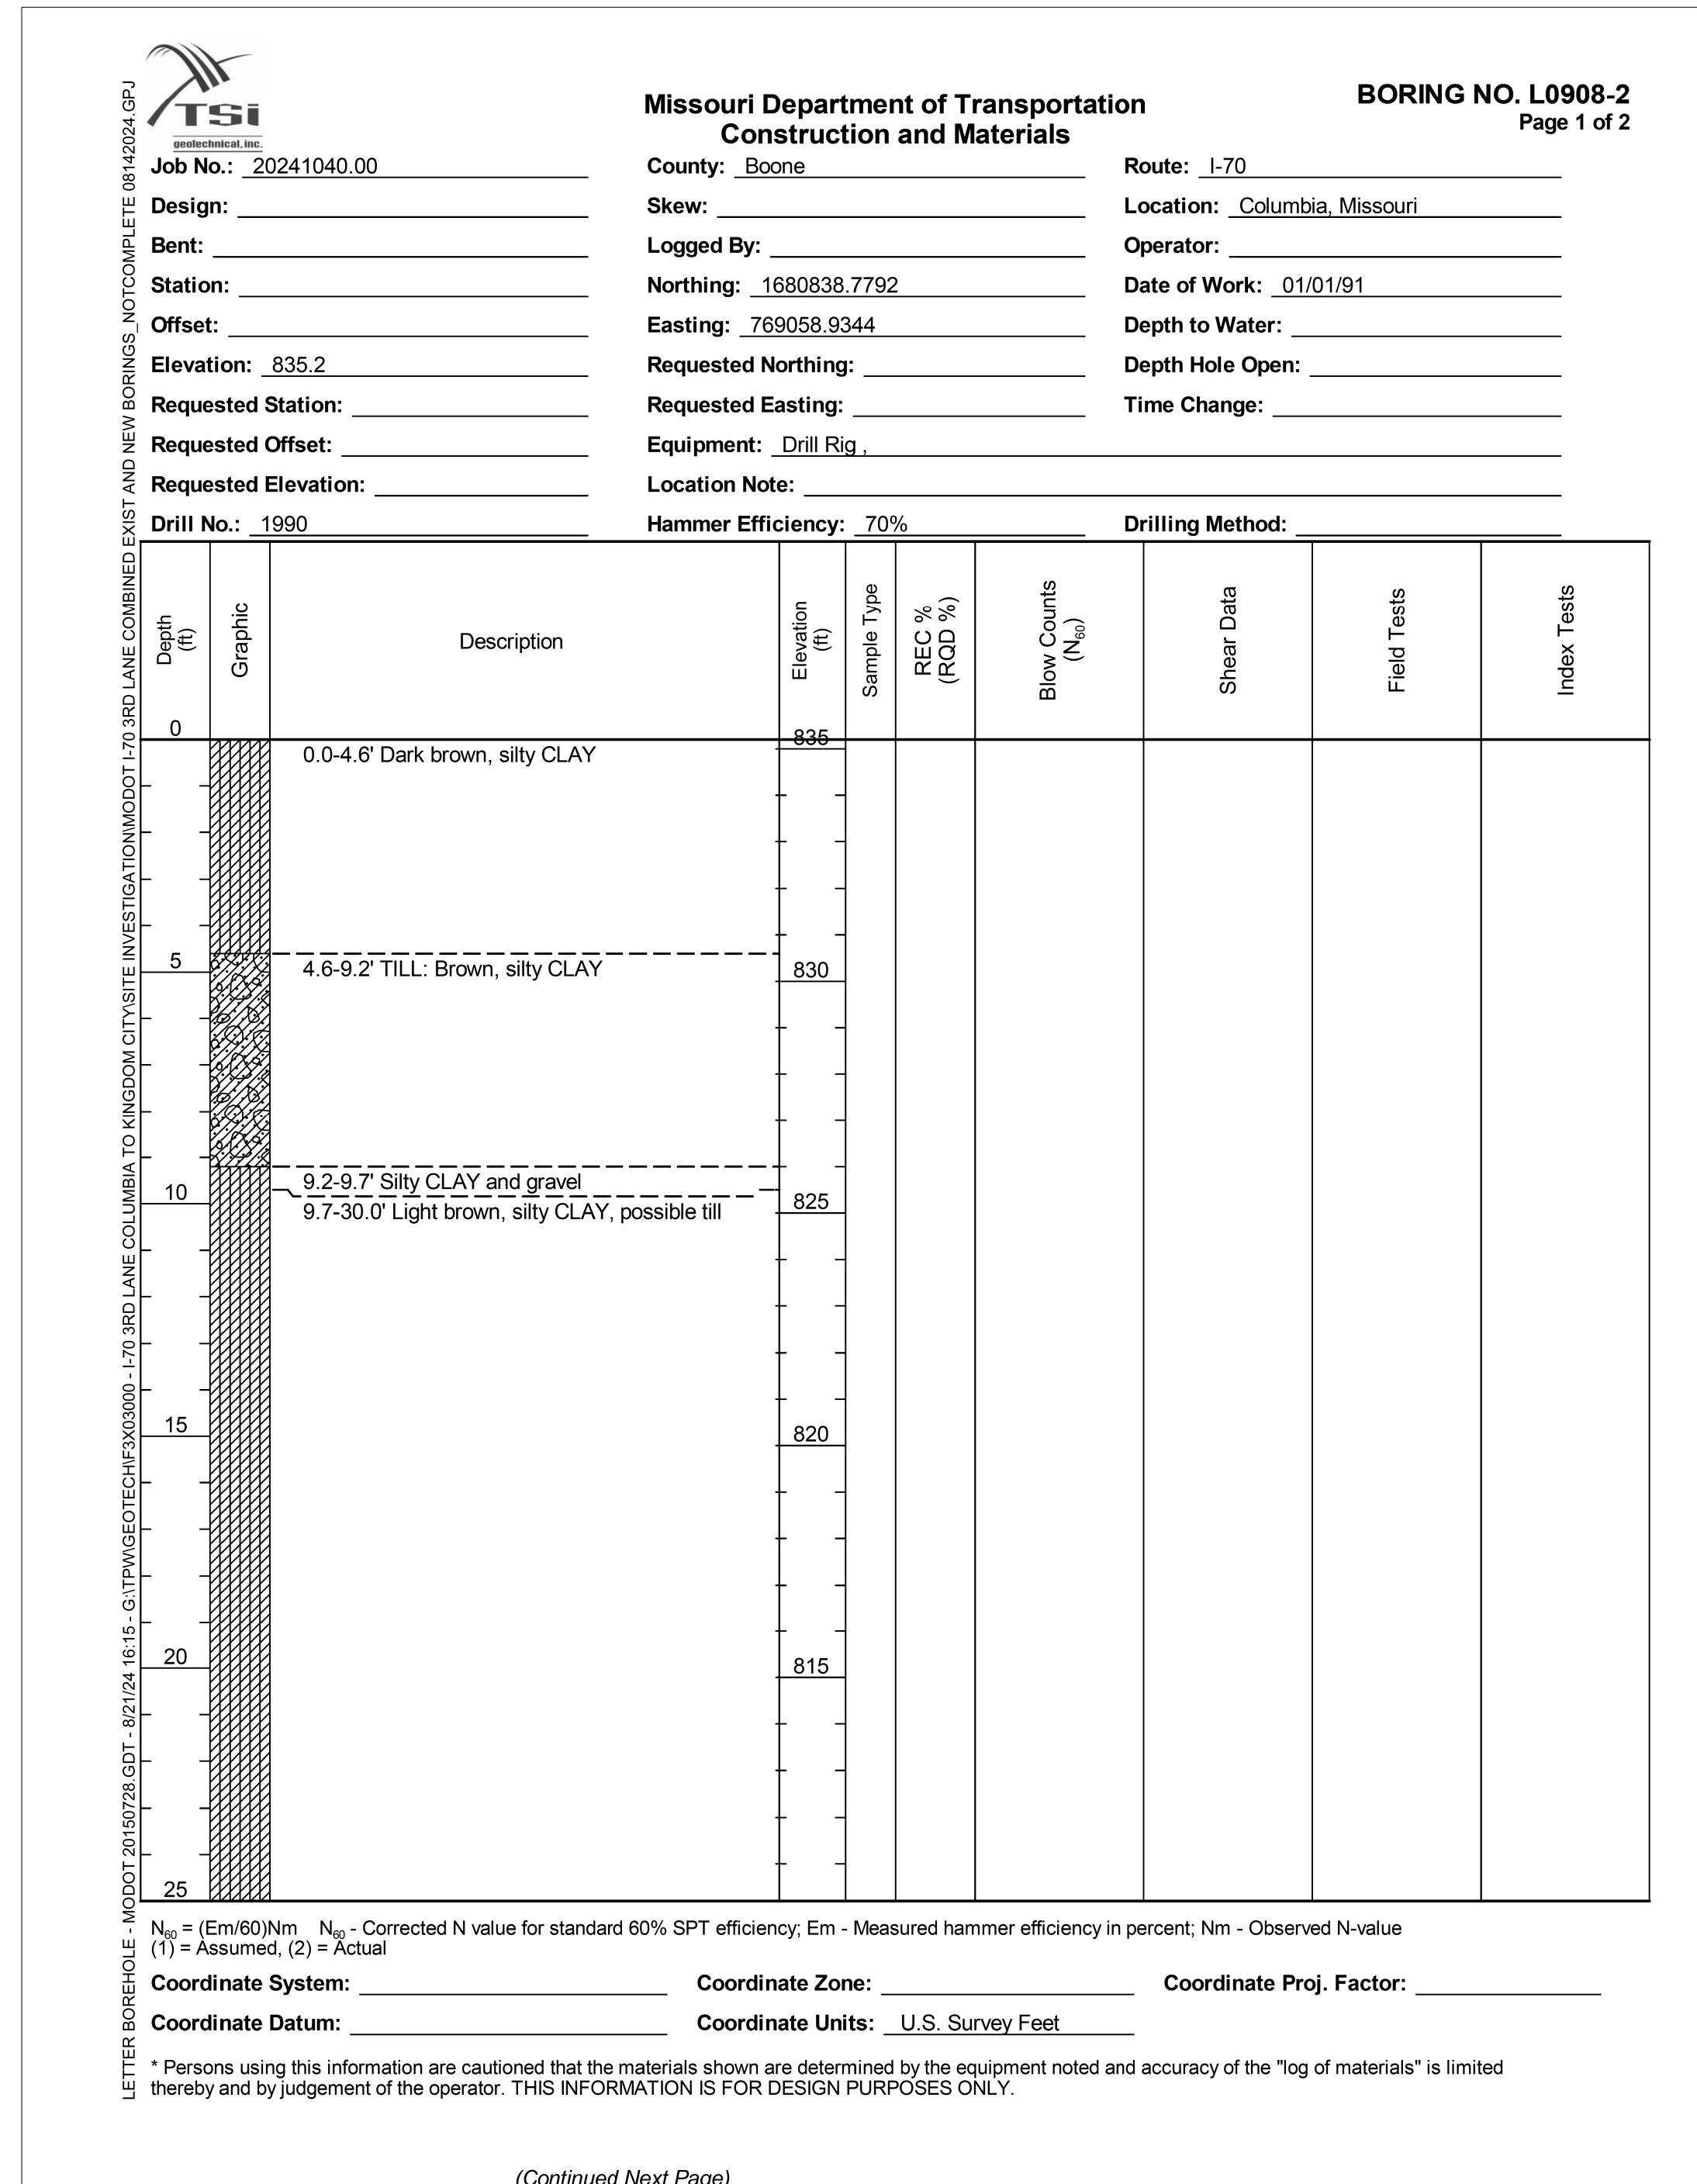 TSi
geotechnical, inc.
Missouri Department of Transportation
Construction and Materials
BORING NO. L0908-2
Page 1 of 2
Job No.: 20241040.00 County: Boone Route: I-70
Design: Skew: Location: Columbia, Missouri
Bent: Logged By: Operator:
Station: Northing: 1680838.7792 Date of Work: 01/01/91
Offset: Easting: 769058.9344 Depth to Water:
Elevation: 835.2 Requested Northing: Depth Hole Open:
Requested Station: Requested Easting: Time Change:
Requested Offset: Equipment: Drill Rig ,
Requested Elevation: Location Note:
Drill No.: 1990 Hammer Efficiency: 70% Drilling Method:
Depth (ft) Graphic Description Elevation (ft) Sample Type REC % (RQD %) Blow Counts (N60) Shear Data Field Tests Index Tests
0 835
0.0-4.6' Dark brown, silty CLAY
5 4.6-9.2' TILL: Brown, silty CLAY 830
9.2-9.7' Silty CLAY and gravel
10 825
9.7-30.0' Light brown, silty CLAY, possible till
15 820
20 815
25
N60 = (Em/60)Nm N60 - Corrected N value for standard 60% SPT efficiency; Em - Measured hammer efficiency in percent; Nm - Observed N-value
(1) = Assumed, (2) = Actual
Coordinate System: Coordinate Zone: Coordinate Proj. Factor:
Coordinate Datum: Coordinate Units: U.S. Survey Feet
* Persons using this information are cautioned that the materials shown are determined by the equipment noted and accuracy of the "log of materials" is limited
thereby and by judgement of the operator. THIS INFORMATION IS FOR DESIGN PURPOSES ONLY.
(Continued Next Page)
LETTER BOREHOLE - MODOT 20150728.GDT - 8/21/24 16:15 - G:\TPW\GEOTECH\F3X03000 - I-70 3RD LANE COLUMBIA TO KINGDOM CITY\SITE INVESTIGATION\MODOT I-70 3RD LANE COMBINED EXIST AND NEW BORINGS_NOTCOMPLETE 08142024.GPJ